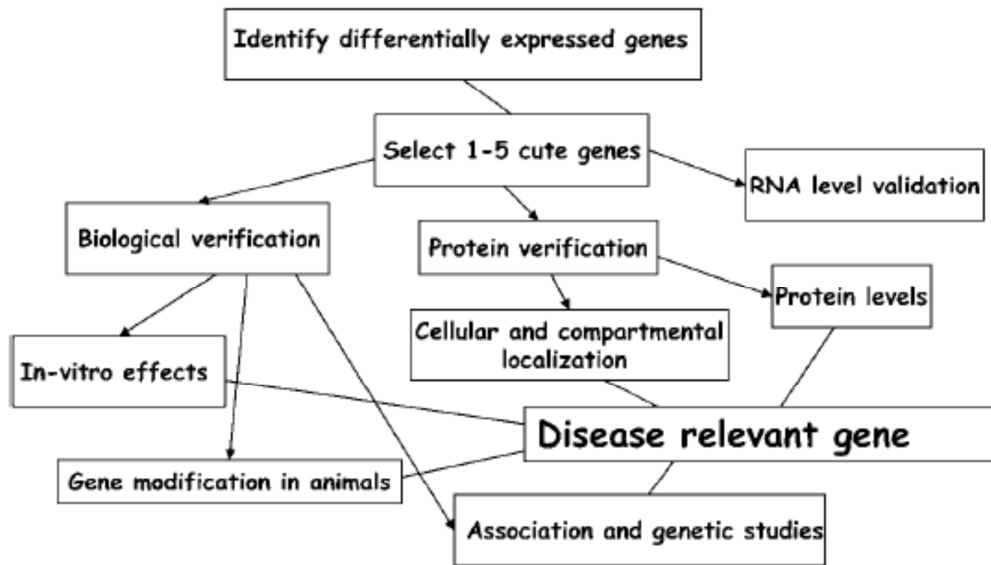 Identify differentially expressed genes
Select 1-5 cute genes
RNA level validation
Biological verification
Protein verification
Protein levels
Cellular and compartmental
localization
In-vitro effects
Disease relevant gene
Gene modification in animals
Association and genetic studies